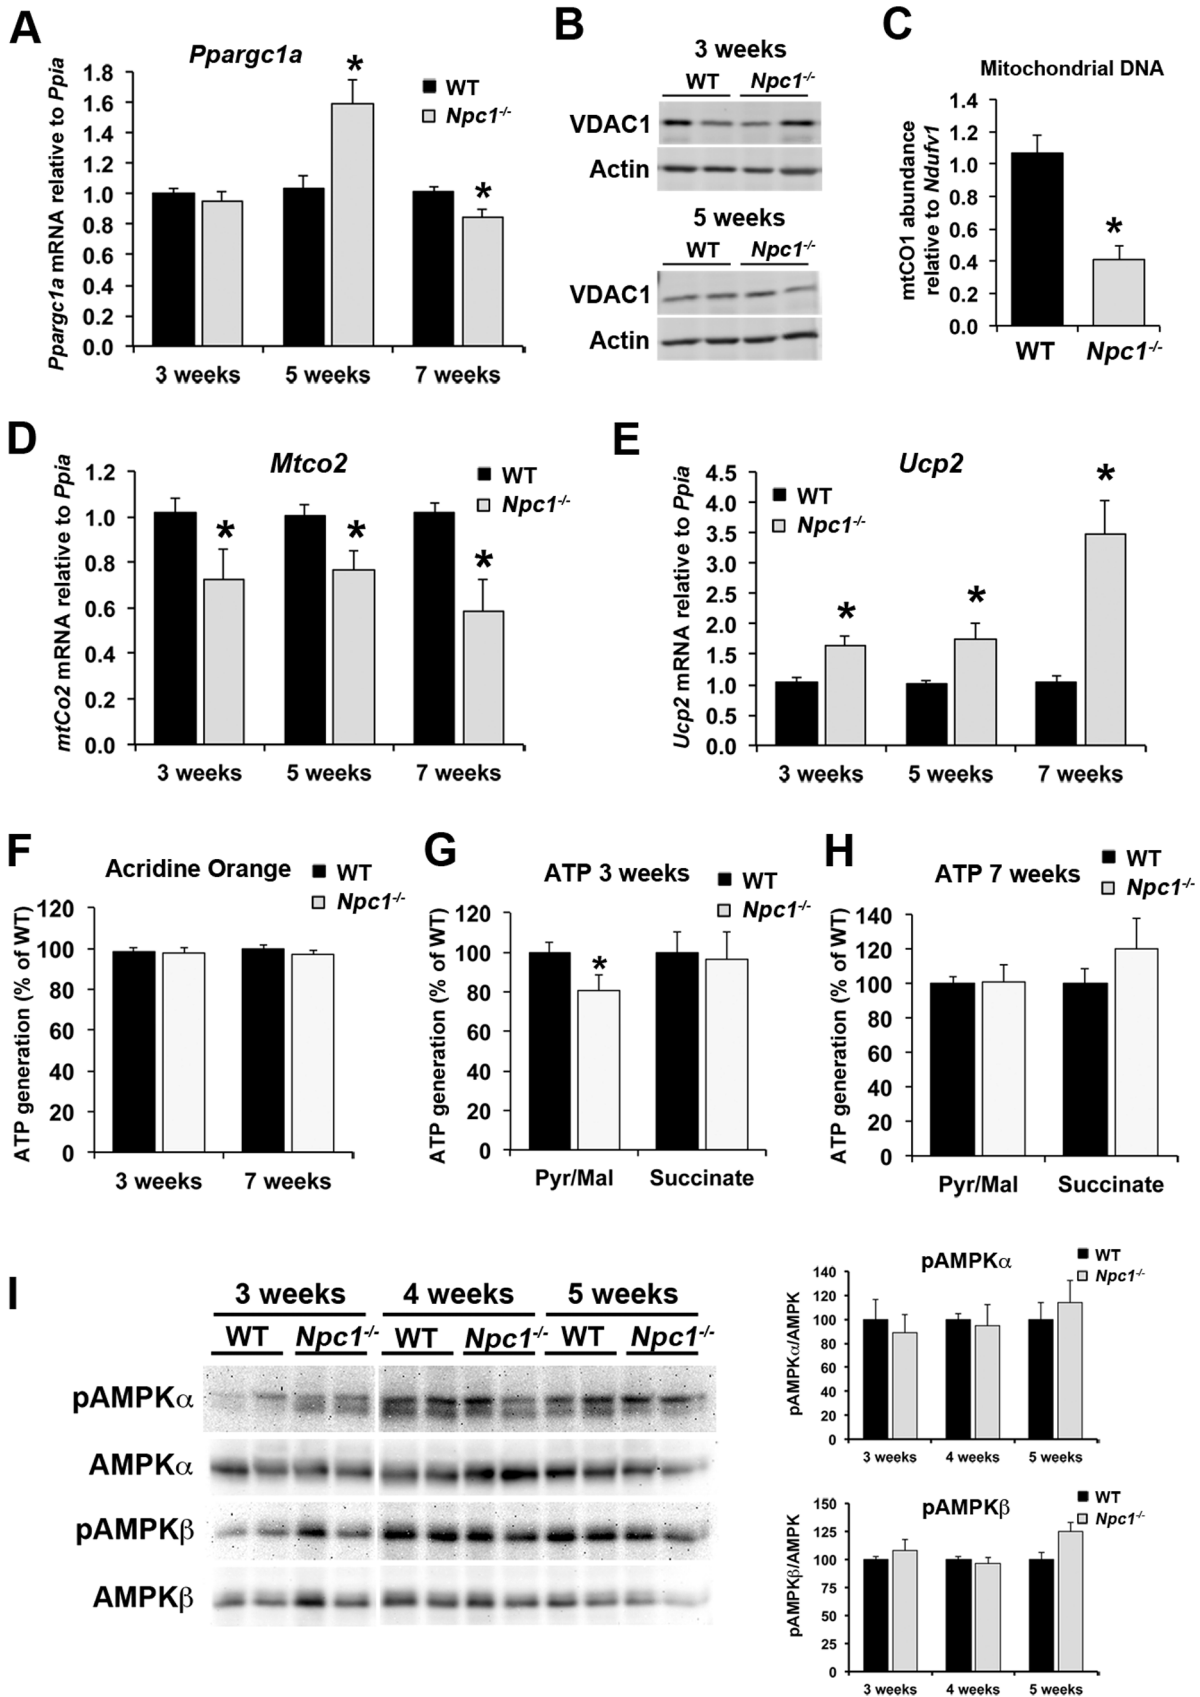 A
Ppargc1a
Ppargc1a mRNA relative to Ppia
1.8
1.6
1.4
1.2
1.0
0.8
0.6
0.4
0.2
0.0
*
*
WT
Npc1-/-
3 weeks
5 weeks
7 weeks
B
3 weeks
WT
Npc1-/-
VDAC1
Actin
5 weeks
WT
Npc1-/-
VDAC1
Actin
C
Mitochondrial DNA
mtCO1 abundance
relative to Ndufv1
1.4
1.2
1.0
0.8
0.6
0.4
0.2
0.0
*
WT
Npc1-/-
D
Mtco2
mtCo2 mRNA relative to Ppia
1.2
1.0
0.8
0.6
0.4
0.2
0.0
*
*
*
WT
Npc1-/-
3 weeks
5 weeks
7 weeks
E
Ucp2
Ucp2 mRNA relative to Ppia
4.5
4.0
3.5
3.0
2.5
2.0
1.5
1.0
0.5
0.0
WT
Npc1-/-
*
*
*
3 weeks
5 weeks
7 weeks
F
Acridine Orange
WT
Npc1-/-
ATP generation (% of WT)
120
100
80
60
40
20
0
3 weeks
7 weeks
G
ATP 3 weeks
WT
Npc1-/-
ATP generation (% of WT)
120
100
80
60
40
20
0
*
Pyr/Mal
Succinate
H
ATP 7 weeks
WT
Npc1-/-
ATP generation (% of WT)
140
120
100
80
60
40
20
0
Pyr/Mal
Succinate
I
3 weeks
4 weeks
5 weeks
WT
Npc1-/-
WT
Npc1-/-
WT
Npc1-/-
pAMPKα
AMPKα
pAMPKβ
AMPKβ
pAMPKα
WT
Npc1-/-
pAMPKα/AMPK
140
120
100
80
60
40
20
0
3 weeks
4 weeks
5 weeks
pAMPKβ
WT
Npc1-/-
pAMPKβ/AMPK
150
125
100
75
50
25
0
3 weeks
4 weeks
5 weeks